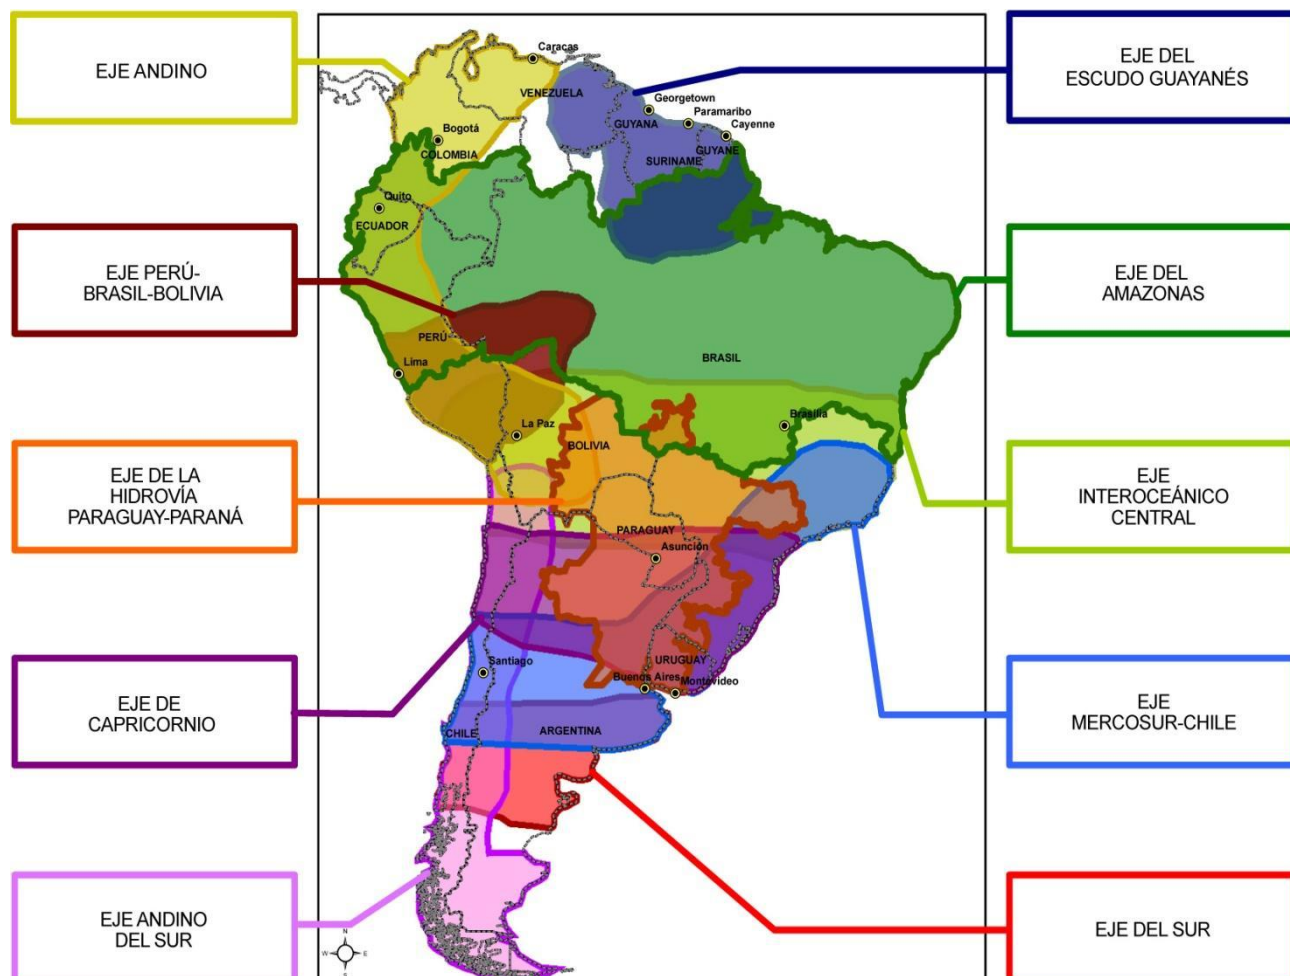 EJE ANDINO
EJE PERÚ-
BRASIL-BOLIVIA
EJE DE LA
HIDROVÍA
PARAGUAY-PARANÁ
EJE DE
CAPRICORNIO
EJE ANDINO
DEL SUR
Caracas
VENEZUELA
Georgetown
Paramaribo
GUYANA
Cayenne
Bogotá
GUYANE
COLOMBIA
SURINAME
Quito
ECUADOR
PERÚ
BRASIL
Lima
Brasilia
La Paz
BOLIVIA
PARAGUAY
Asunción
Santiago
URUGUAY
Buenos Aires
Montevideo
CHILE
ARGENTINA
N
W
E
S
EJE DEL
ESCUDO GUAYANÉS
EJE DEL
AMAZONAS
EJE
INTEROCEÁNICO
CENTRAL
EJE
MERCOSUR-CHILE
EJE DEL SUR